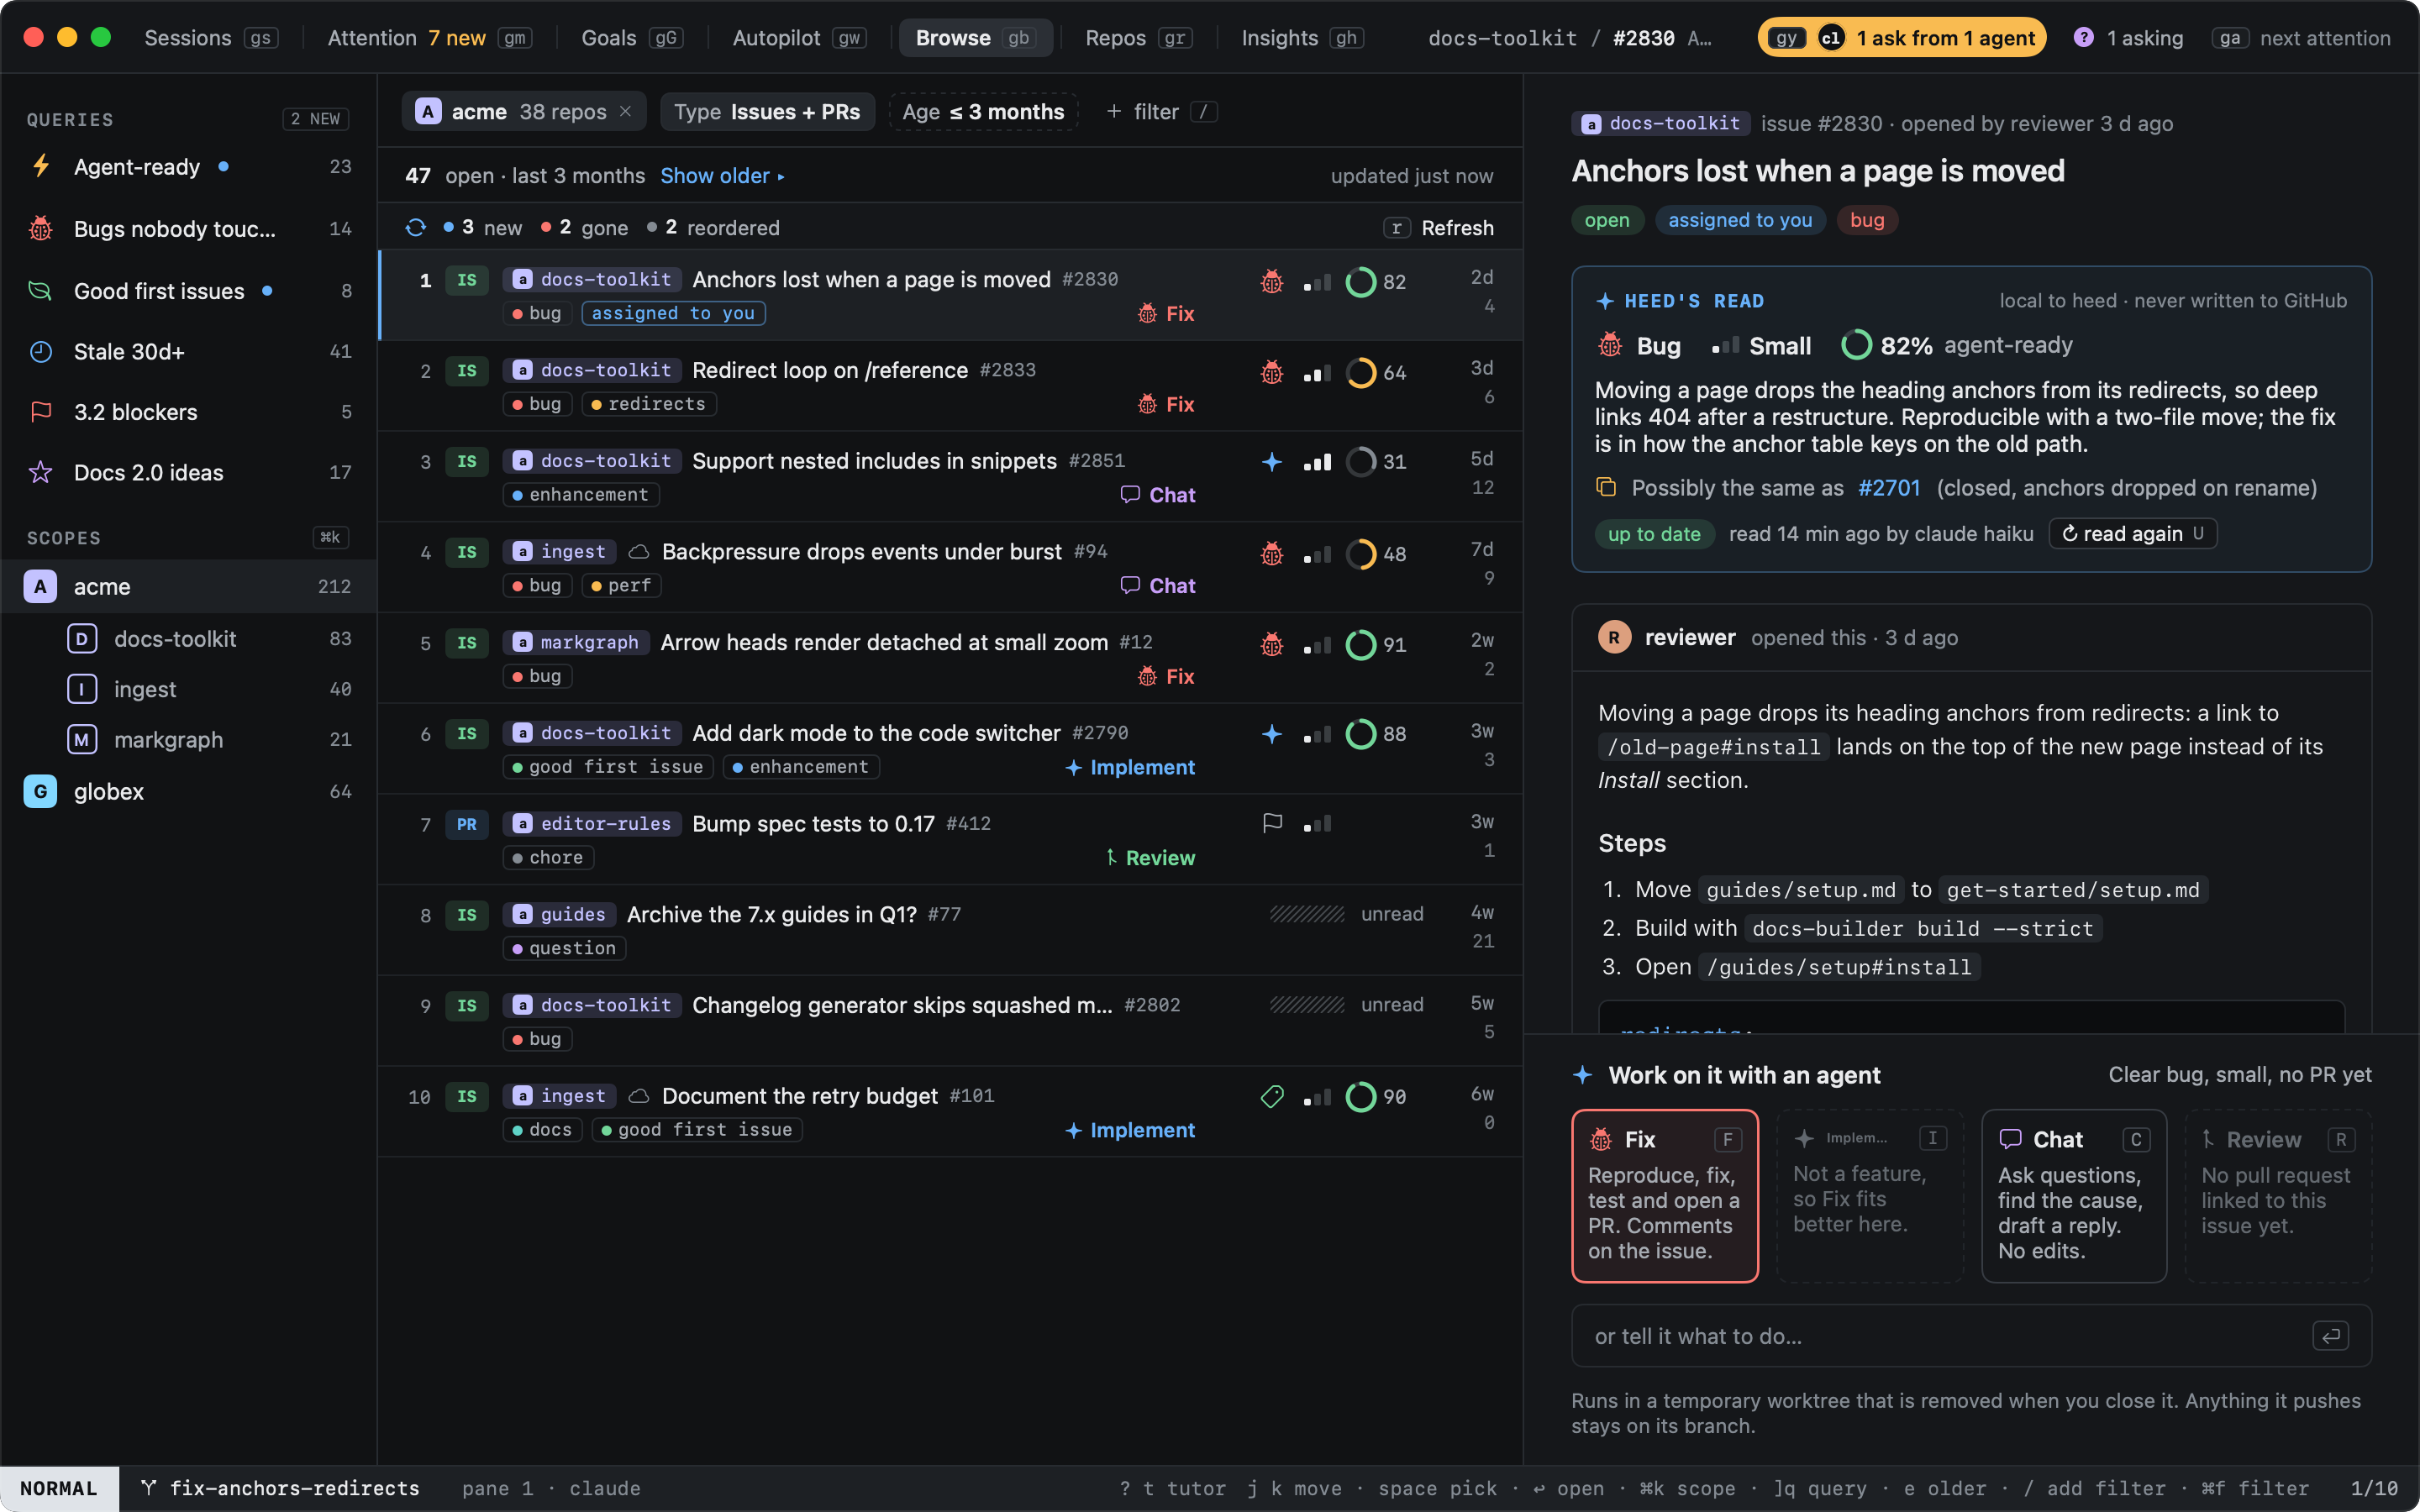 Sessions gs Attention 7 new gm Goals gG Autopilot gw Browse gb Repos gr Insights gh docs-toolkit / #2830 A… gy cl 1 ask from 1 agent ? 1 asking ga next attention
QUERIES 2 NEW
Agent-ready 23
Bugs nobody touc… 14
Good first issues 8
Stale 30d+ 41
3.2 blockers 5
Docs 2.0 ideas 17
SCOPES ⌘k
A acme 212
D docs-toolkit 83
I ingest 40
M markgraph 21
G globex 64
A acme 38 repos × Type Issues + PRs Age ≤ 3 months + filter /
47 open · last 3 months Show older ▸ updated just now
3 new 2 gone 2 reordered r Refresh
1 IS a docs-toolkit Anchors lost when a page is moved #2830 82 2d
bug assigned to you Fix 4
2 IS a docs-toolkit Redirect loop on /reference #2833 64 3d
bug redirects Fix 6
3 IS a docs-toolkit Support nested includes in snippets #2851 31 5d
enhancement Chat 12
4 IS a ingest Backpressure drops events under burst #94 48 7d
bug perf Chat 9
5 IS a markgraph Arrow heads render detached at small zoom #12 91 2w
bug Fix 2
6 IS a docs-toolkit Add dark mode to the code switcher #2790 88 3w
good first issue enhancement Implement 3
7 PR a editor-rules Bump spec tests to 0.17 #412 3w
chore Review 1
8 IS a guides Archive the 7.x guides in Q1? #77 unread 4w
question 21
9 IS a docs-toolkit Changelog generator skips squashed m… #2802 unread 5w
bug 5
10 IS a ingest Document the retry budget #101 90 6w
docs good first issue Implement 0
a docs-toolkit issue #2830 · opened by reviewer 3 d ago
Anchors lost when a page is moved
open assigned to you bug
HEED'S READ local to heed · never written to GitHub
Bug Small 82% agent-ready
Moving a page drops the heading anchors from its redirects, so deep
links 404 after a restructure. Reproducible with a two-file move; the fix
is in how the anchor table keys on the old path.
Possibly the same as #2701 (closed, anchors dropped on rename)
up to date read 14 min ago by claude haiku read again U
R reviewer opened this · 3 d ago
Moving a page drops its heading anchors from redirects: a link to
/old-page#install lands on the top of the new page instead of its
Install section.
Steps
1. Move guides/setup.md to get-started/setup.md
2. Build with docs-builder build --strict
3. Open /guides/setup#install
redirects:
Work on it with an agent Clear bug, small, no PR yet
Fix F
Reproduce, fix,
test and open a
PR. Comments
on the issue.
Implem… I
Not a feature,
so Fix fits
better here.
Chat C
Ask questions,
find the cause,
draft a reply.
No edits.
Review R
No pull request
linked to this
issue yet.
or tell it what to do…
Runs in a temporary worktree that is removed when you close it. Anything it pushes
stays on its branch.
NORMAL fix-anchors-redirects pane 1 · claude ? t tutor j k move · space pick · ↩ open · ⌘k scope · ]q query · e older · / add filter · ⌘f filter 1/10